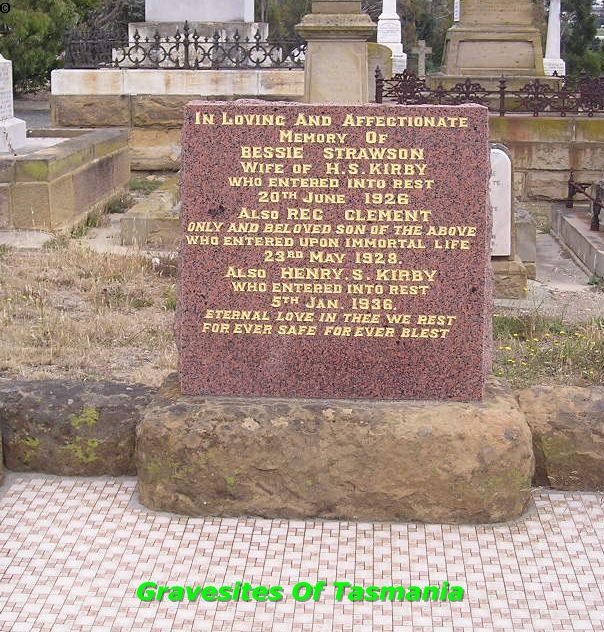 ©
In Loving And Affectionate
Memory Of
BESSIE STRAWSON
Wife of H.S. KIRBY
WHO ENTERED INTO REST
20TH June 1926
Also REG CLEMENT
ONLY AND BELOVED SON OF THE ABOVE
WHO ENTERED UPON IMMORTAL LIFE
23RD MAY 1928.
Also HENRY. S. KIRBY
WHO ENTERED INTO REST
5TH JAN. 1936.
ETERNAL LOVE IN THEE WE REST
FOR EVER SAFE FOR EVER BLEST
Gravesites Of Tasmania